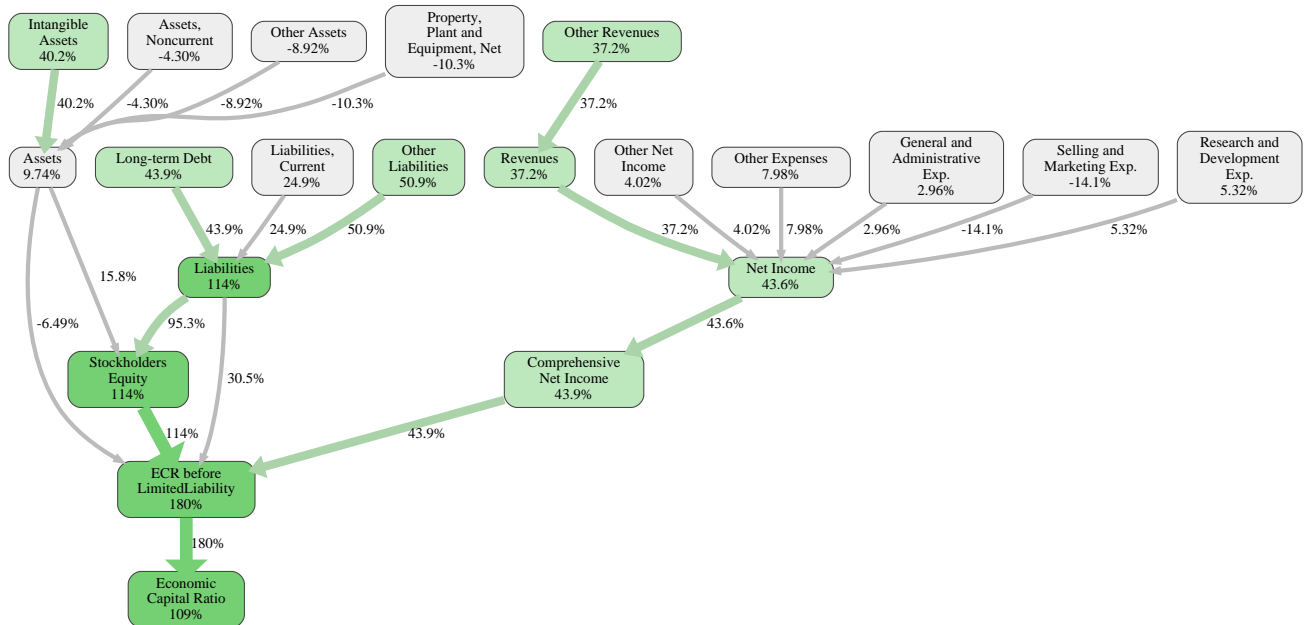 Intangible
Assets
40.2%
Assets,
Noncurrent
-4.30%
Other Assets
-8.92%
Property,
Plant and
Equipment, Net
-10.3%
Other Revenues
37.2%
40.2%
-4.30%
-8.92%
-10.3%
37.2%
Assets
9.74%
Long-term Debt
43.9%
Liabilities,
Current
24.9%
Other
Liabilities
50.9%
Revenues
37.2%
Other Net
Income
4.02%
Other Expenses
7.98%
General and
Administrative
Exp.
2.96%
Selling and
Marketing Exp.
-14.1%
Research and
Development
Exp.
5.32%
43.9%
24.9%
50.9%
37.2%
4.02%
7.98%
2.96%
-14.1%
5.32%
Liabilities
114%
Net Income
43.6%
15.8%
-6.49%
95.3%
30.5%
43.6%
Stockholders
Equity
114%
Comprehensive
Net Income
43.9%
114%
43.9%
ECR before
LimitedLiability
180%
180%
Economic
Capital Ratio
109%